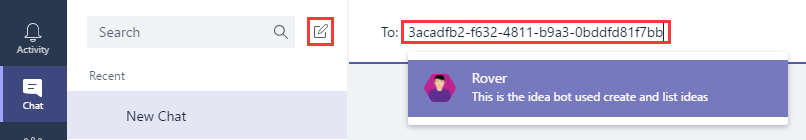 Activity
Chat
Search
Recent
New Chat
To: 3acadfb2-f632-4811-b9a3-0bddfd81f7bb
Rover
This is the idea bot used create and list ideas